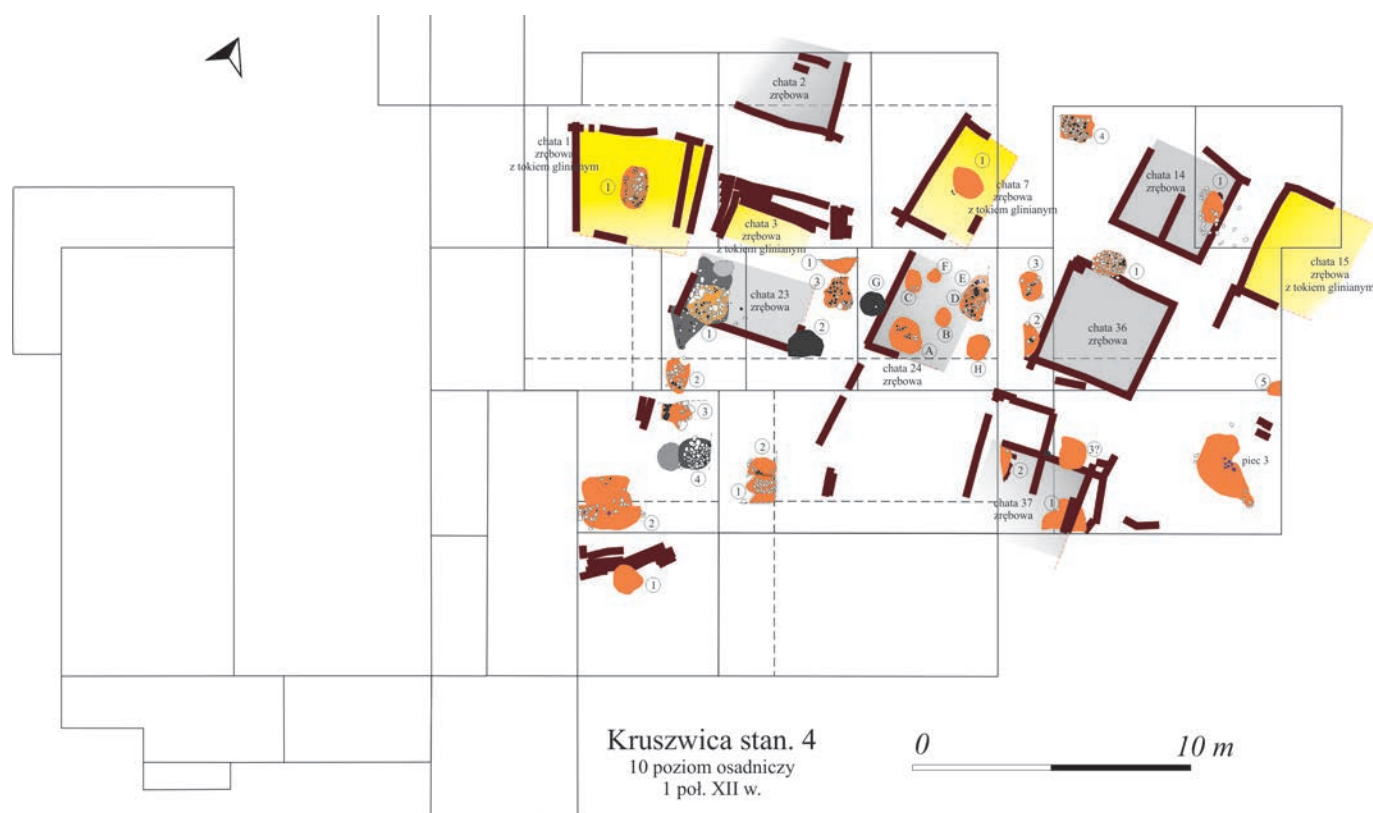 chata 2
zrębowa
chata 1
zrębowa
z tokiem glinianym
1
chata 3
zrębowa
z tokiem glinianym
1
chata 7
zrębowa
z tokiem glinianym
4
chata 14
zrębowa
1
chata 15
zrębowa
z tokiem glinianym
chata 23
zrębowa
1
2
1
3
2
G
C
F
E
D
B
A
H
chata 24
zrębowa
3
2
1
chata 36
zrębowa
5
3
4
2
1
2
1
2
3?
1
chata 37
zrębowa
piec 3
Kruszwica stan. 4
10 poziom osadniczy
1 poł. XII w.
0
10 m